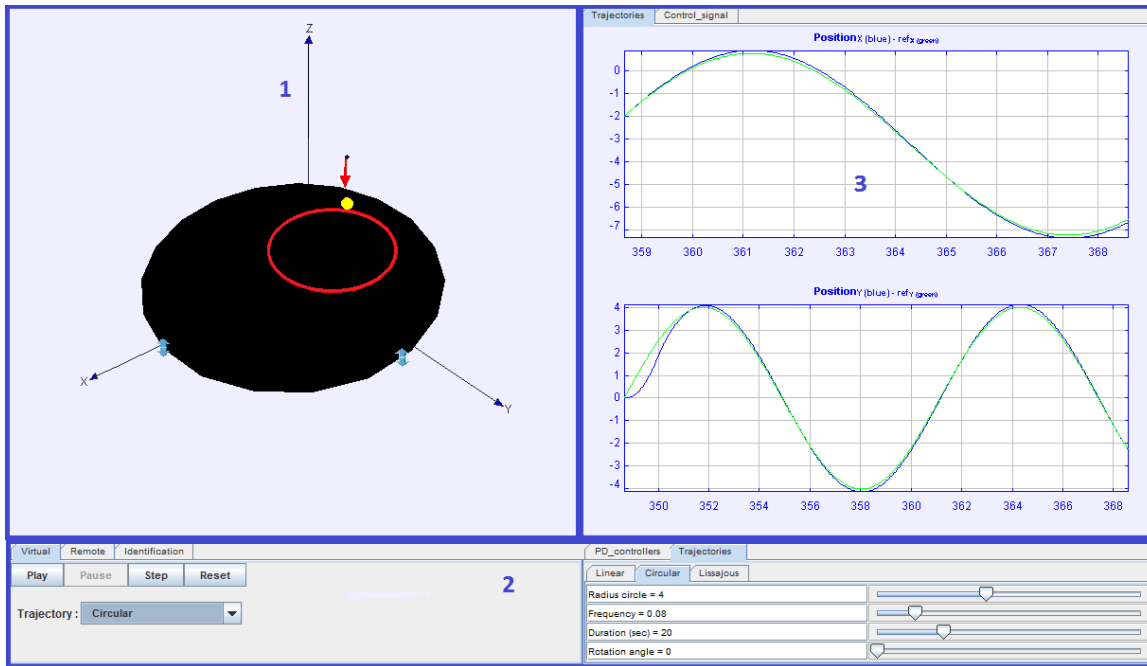 Z
1
X
Y
Trajectories Control_signal
PositionX (blue) - refX (green)
0
-1
-2
-3
-4
-5
-6
-7
3
359 360 361 362 363 364 365 366 367 368
PositionY (blue) - refY (green)
4
3
2
1
0
-1
-2
-3
-4
350 352 354 356 358 360 362 364 366 368
Virtual Remote Identification
Play Pause Step Reset
2
Trajectory : Circular
PD_controllers Trajectories
Linear Circular Lissajous
Radius circle = 4
Frequency = 0.08
Duration (sec) = 20
Rotation angle = 0